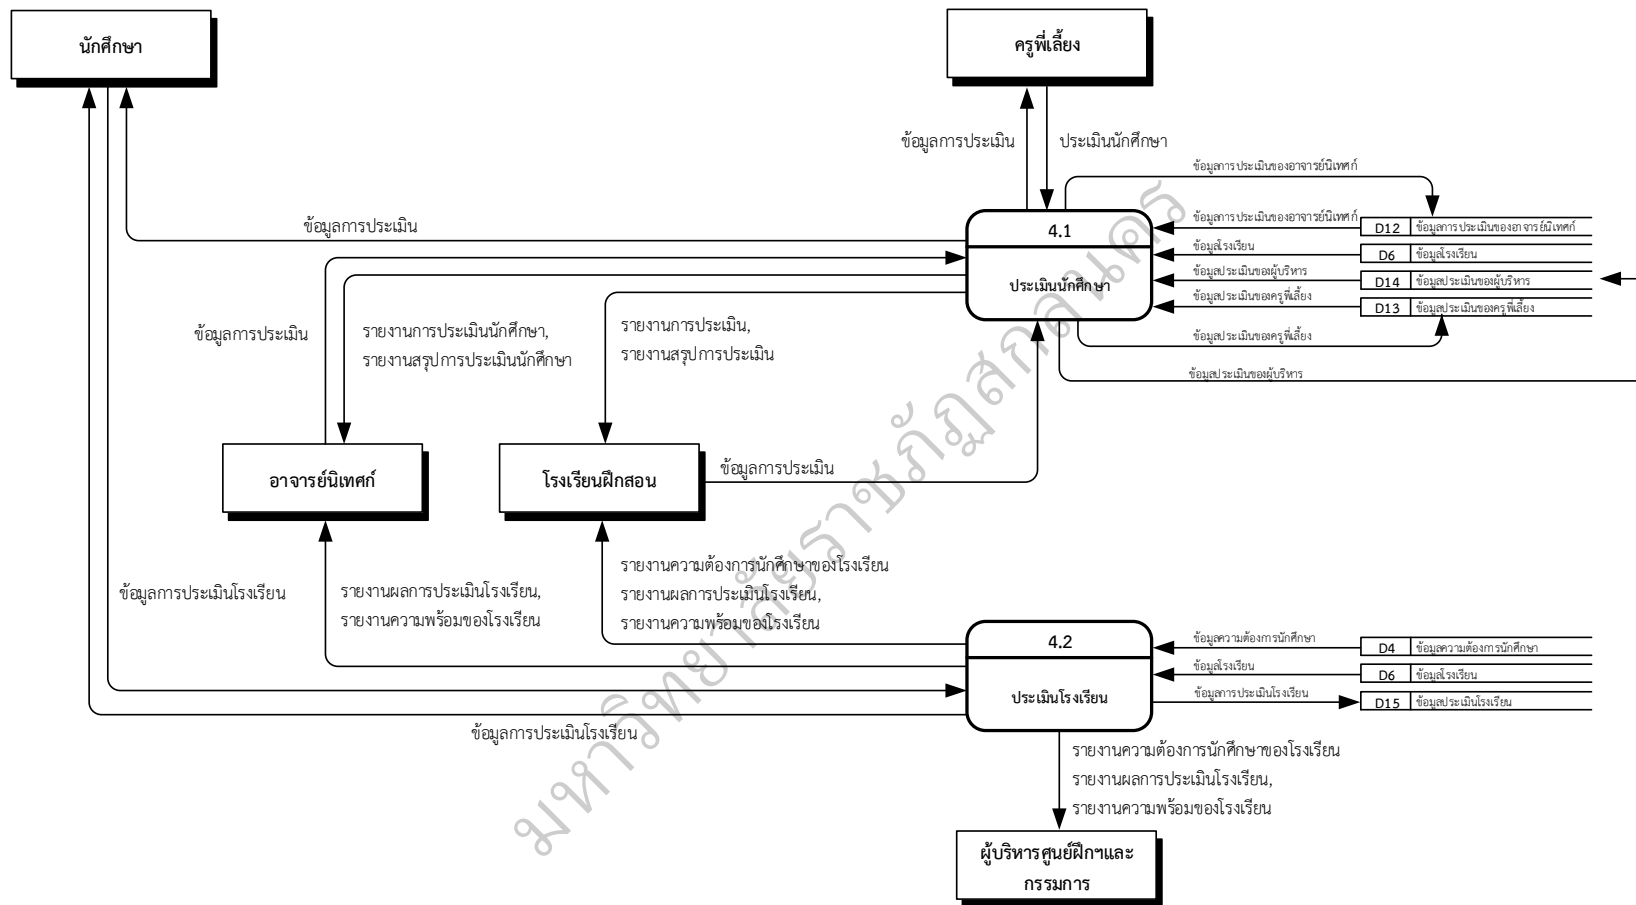 นักศึกษา
ครูพี่เลี้ยง
ข้อมูลการประเมิน
ประเมินนักศึกษา
ข้อมูลการประเมินของอาจารย์นิเทศก์
ข้อมูลการประเมิน
4.1
ประเมินนักศึกษา
ข้อมูลการประเมินของอาจารย์นิเทศก์
D12 ข้อมูลการประเมินของอาจารย์นิเทศก์
ข้อมูลโรงเรียน
D6 ข้อมูลโรงเรียน
ข้อมูลประเมินของผู้บริหาร
D14 ข้อมูลประเมินของผู้บริหาร
ข้อมูลประเมินของครูพี่เลี้ยง
D13 ข้อมูลประเมินของครูพี่เลี้ยง
ข้อมูลประเมินของครูพี่เลี้ยง
ข้อมูลประเมินของผู้บริหาร
ข้อมูลการประเมิน
รายงานการประเมินนักศึกษา,
รายงานสรุปการประเมินนักศึกษา
รายงานการประเมิน,
รายงานสรุปการประเมิน
อาจารย์นิเทศก์
โรงเรียนฝึกสอน
ข้อมูลการประเมิน
ข้อมูลการประเมินโรงเรียน
รายงานผลการประเมินโรงเรียน,
รายงานความพร้อมของโรงเรียน
รายงานความต้องการนักศึกษาของโรงเรียน
รายงานผลการประเมินโรงเรียน,
รายงานความพร้อมของโรงเรียน
4.2
ประเมินโรงเรียน
ข้อมูลความต้องการนักศึกษา
D4 ข้อมูลความต้องการนักศึกษา
ข้อมูลโรงเรียน
D6 ข้อมูลโรงเรียน
ข้อมูลการประเมินโรงเรียน
D15 ข้อมูลประเมินโรงเรียน
ข้อมูลการประเมินโรงเรียน
รายงานความต้องการนักศึกษาของโรงเรียน
รายงานผลการประเมินโรงเรียน,
รายงานความพร้อมของโรงเรียน
ผู้บริหารศูนย์ฝึกฯและ
กรรมการ
มหาวิทยาลัยราชภัฏสกลนคร